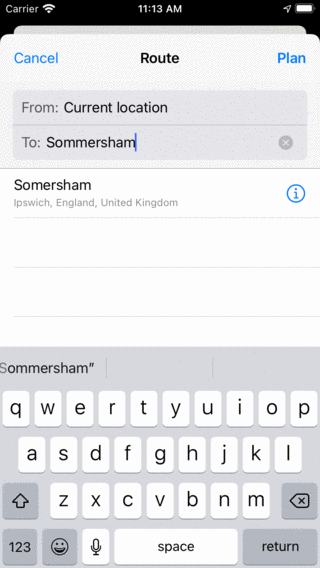 Carrier 11:13 AM
Cancel Route Plan
From: Current location
To: Sommersham
Somersham
Ipswich, England, United Kingdom
Sommersham”
q w e r t y u i o p
a s d f g h j k l
z x c v b n m
123 space return